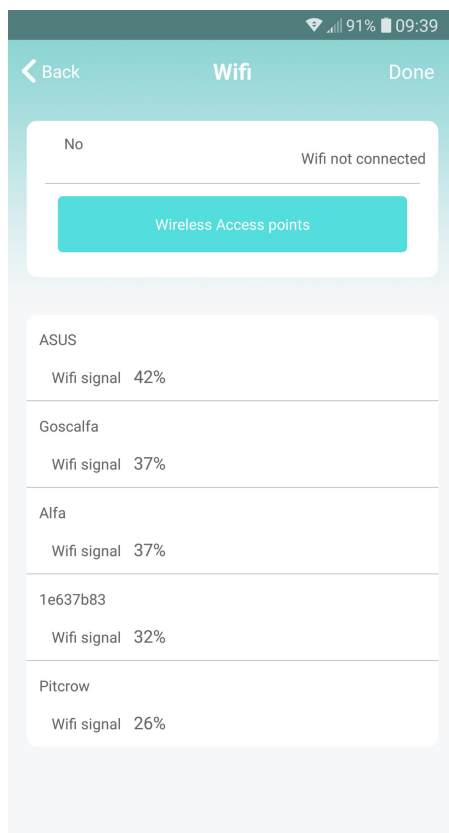 91% 09:39
Back Wifi Done
No
Wifi not connected
Wireless Access points
ASUS
Wifi signal 42%
Goscalfa
Wifi signal 37%
Alfa
Wifi signal 37%
1e637b83
Wifi signal 32%
Pitcrow
Wifi signal 26%